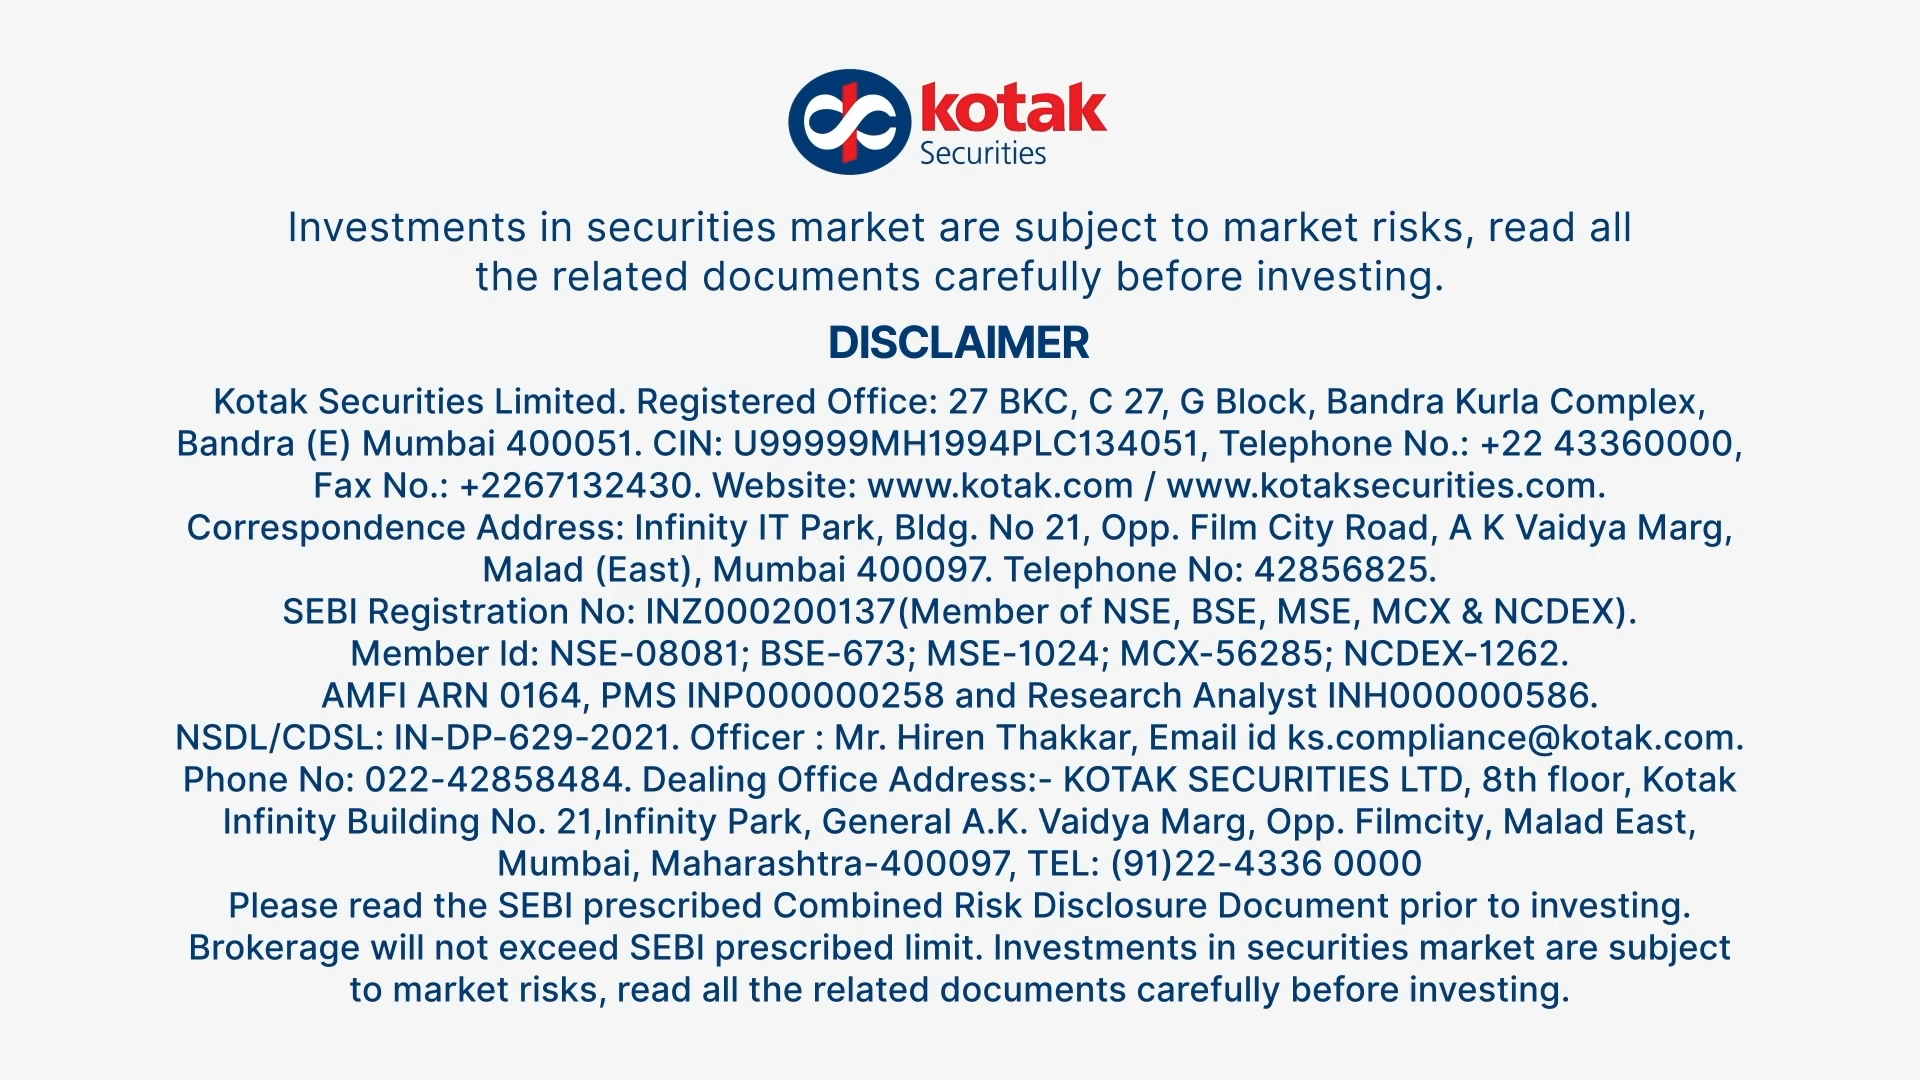 kotak
Securities
Investments in securities market are subject to market risks, read all
the related documents carefully before investing.
DISCLAIMER
Kotak Securities Limited. Registered Office: 27 BKC, C 27, G Block, Bandra Kurla Complex,
Bandra (E) Mumbai 400051. CIN: U99999MH1994PLC134051, Telephone No.: +22 43360000,
Fax No.: +2267132430. Website: www.kotak.com / www.kotaksecurities.com.
Correspondence Address: Infinity IT Park, Bldg. No 21, Opp. Film City Road, A K Vaidya Marg,
Malad (East), Mumbai 400097. Telephone No: 42856825.
SEBI Registration No: INZ000200137(Member of NSE, BSE, MSE, MCX & NCDEX).
Member Id: NSE-08081; BSE-673; MSE-1024; MCX-56285; NCDEX-1262.
AMFI ARN 0164, PMS INP000000258 and Research Analyst INH000000586.
NSDL/CDSL: IN-DP-629-2021. Officer : Mr. Hiren Thakkar, Email id ks.compliance@kotak.com.
Phone No: 022-42858484. Dealing Office Address:- KOTAK SECURITIES LTD, 8th floor, Kotak
Infinity Building No. 21,Infinity Park, General A.K. Vaidya Marg, Opp. Filmcity, Malad East,
Mumbai, Maharashtra-400097, TEL: (91)22-4336 0000
Please read the SEBI prescribed Combined Risk Disclosure Document prior to investing.
Brokerage will not exceed SEBI prescribed limit. Investments in securities market are subject
to market risks, read all the related documents carefully before investing.